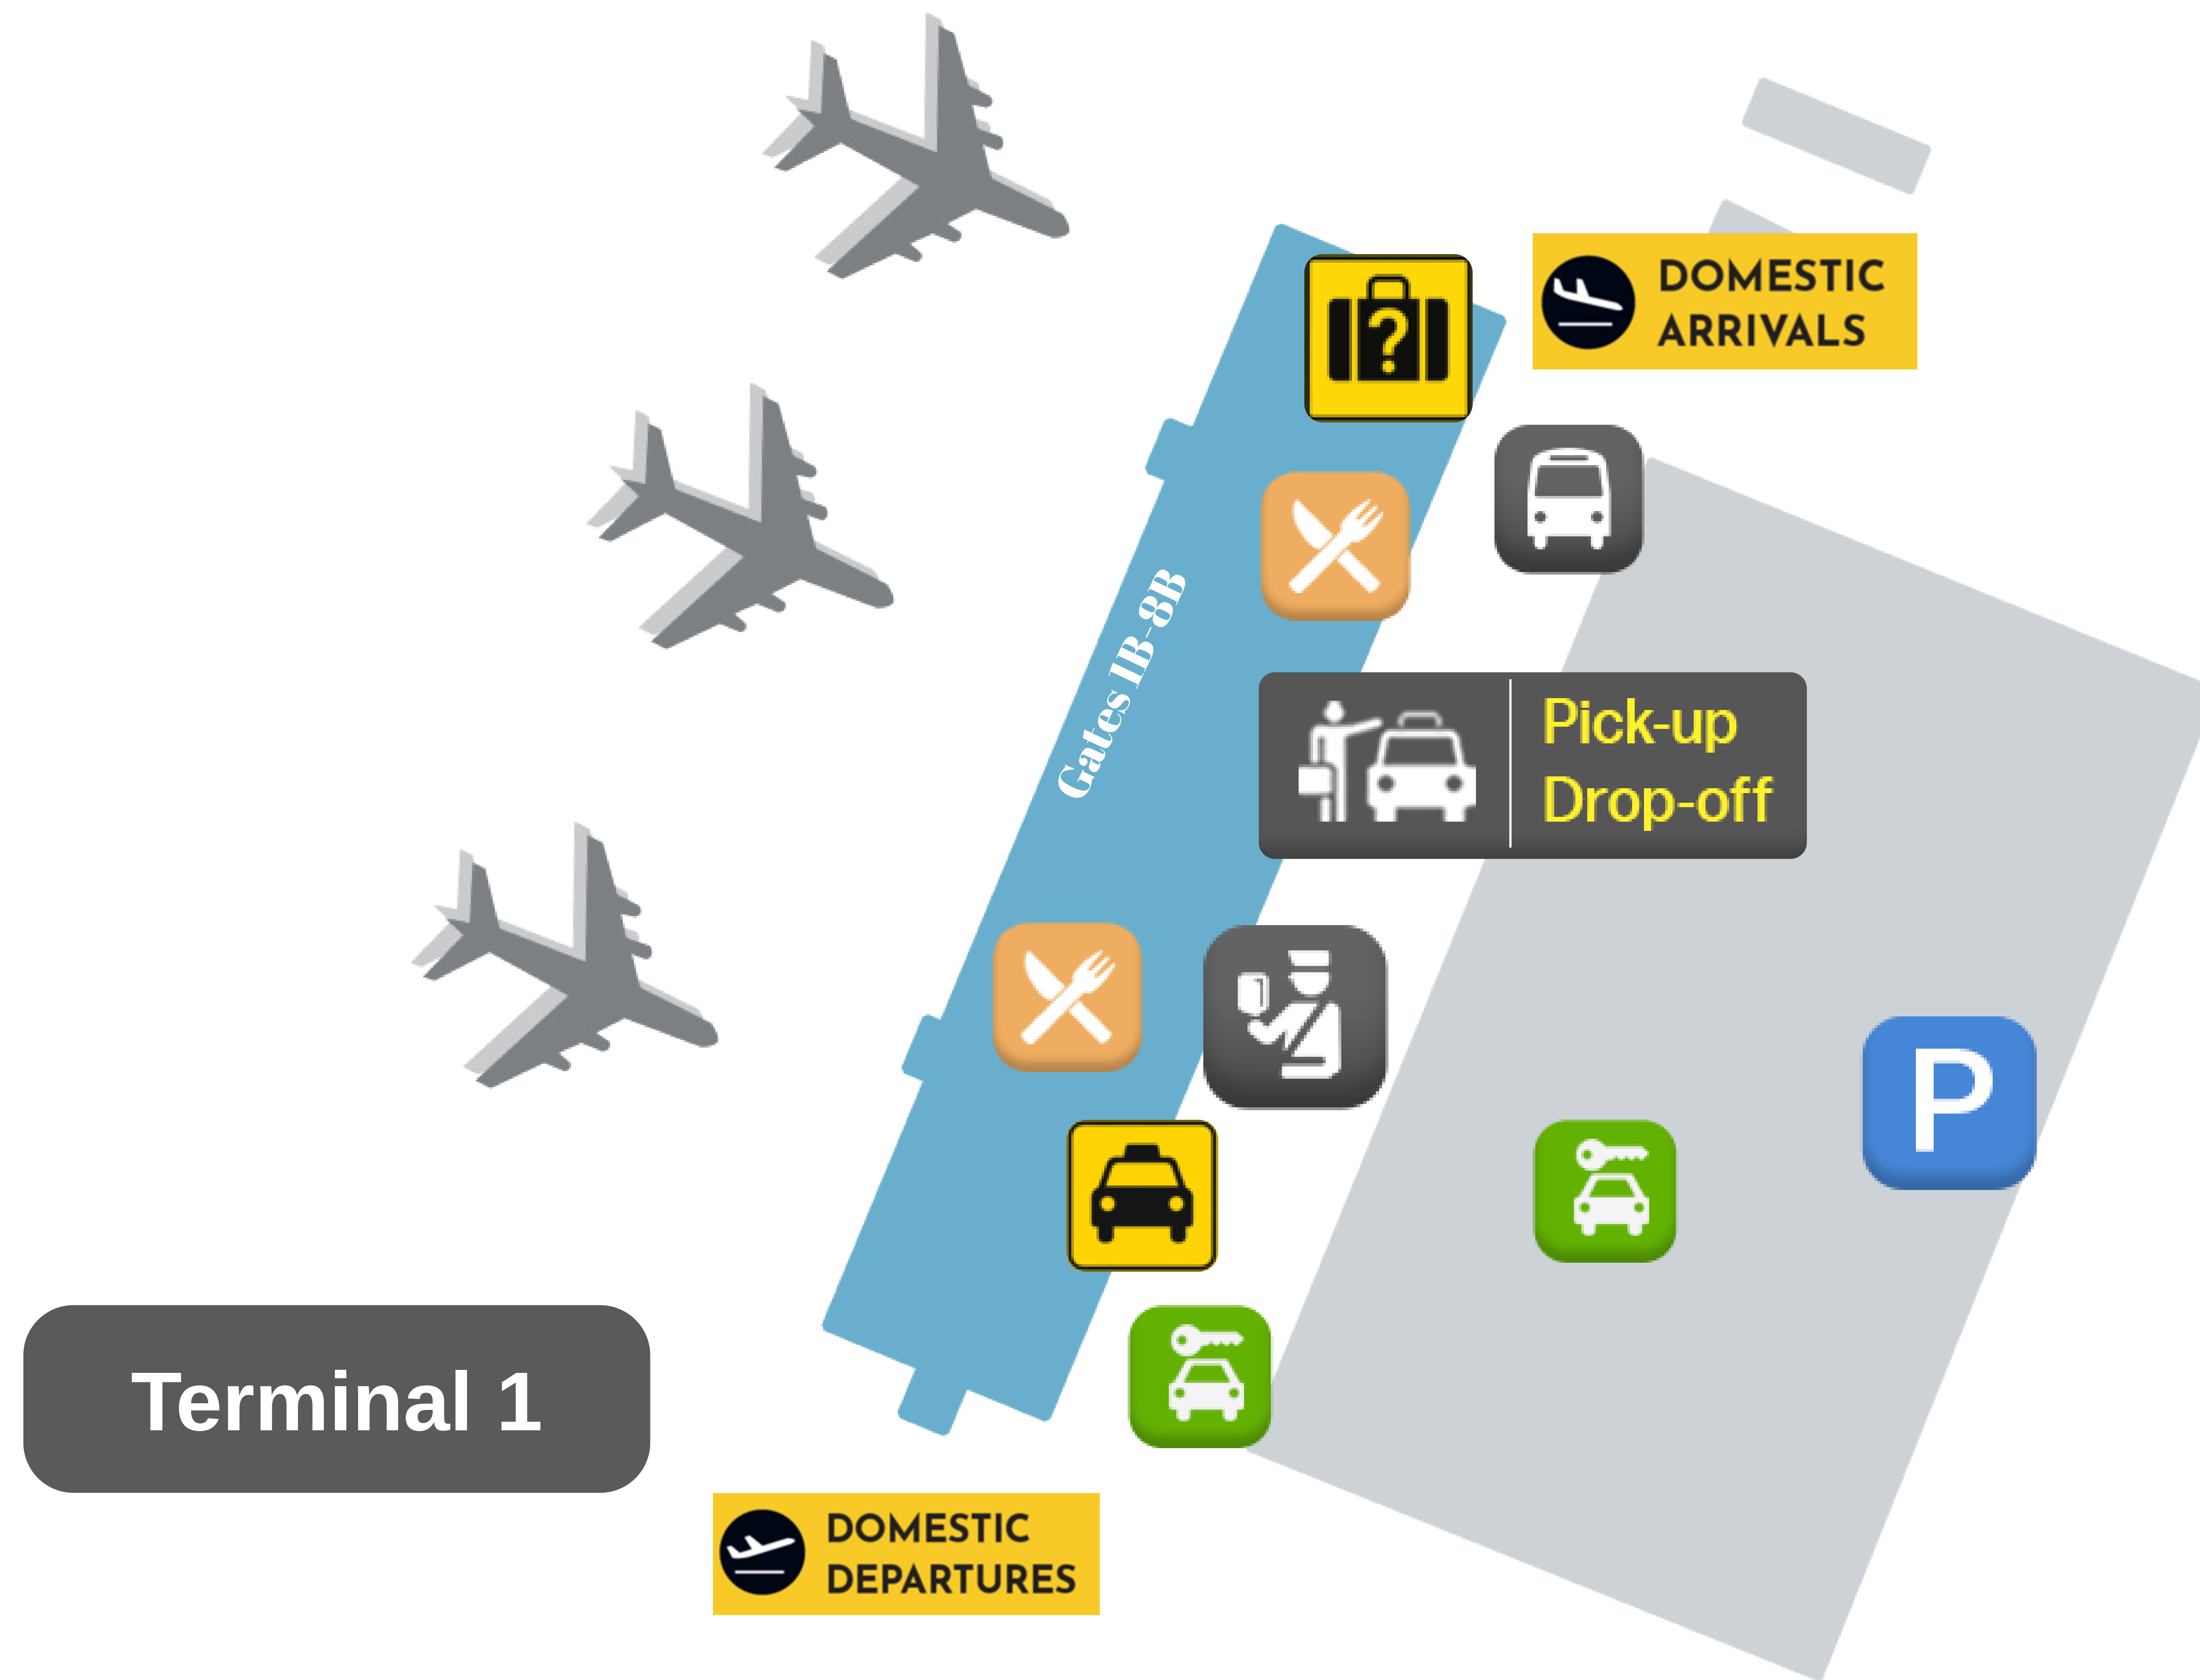 DOMESTIC
ARRIVALS
?
Gates 1B-8B
Pick-up
Drop-off
P
Terminal 1
DOMESTIC
DEPARTURES